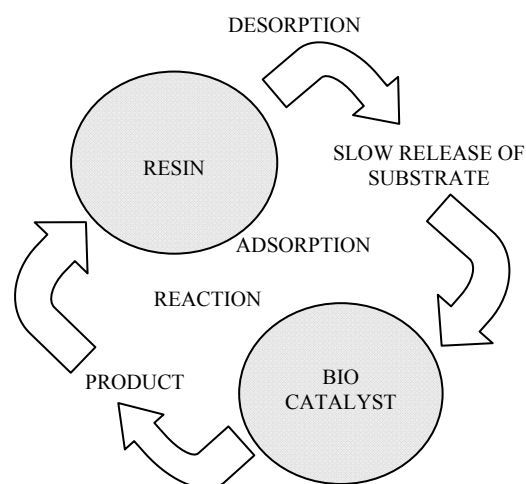 DESORPTION
RESIN
SLOW RELEASE OF
SUBSTRATE
ADSORPTION
REACTION
PRODUCT
BIO
CATALYST